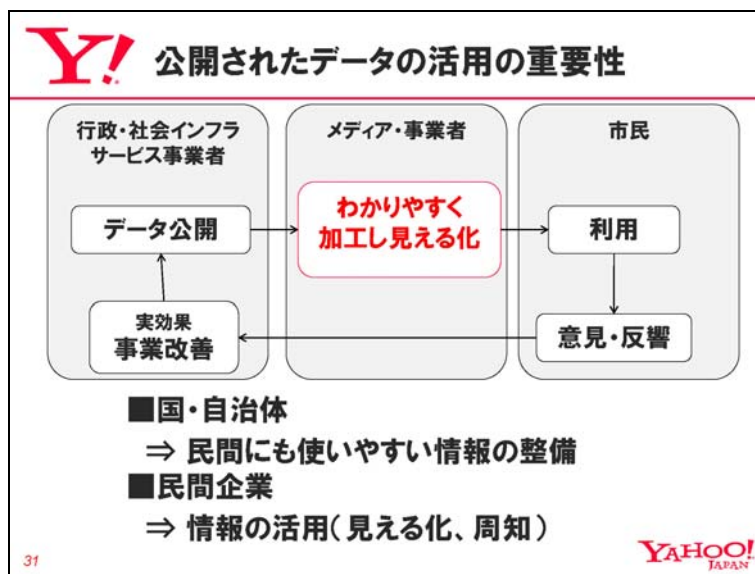 Y! 公開されたデータの活用の重要性
行政・社会インフラ
サービス事業者
メディア・事業者
市民
データ公開
わかりやすく
加工し見える化
利用
実効果
事業改善
意見・反響
■国・自治体
⇒ 民間にも使いやすい情報の整備
■民間企業
⇒ 情報の活用(見える化、周知)
31
YAHOO!
JAPAN